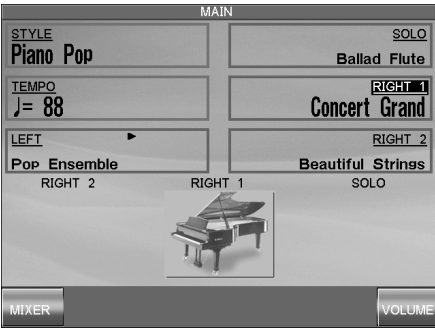 MAIN
STYLE
Piano Pop
SOLO
Ballad Flute
TEMPO
♩= 88
RIGHT 1
Concert Grand
LEFT
Pop Ensemble
RIGHT 2
Beautiful Strings
RIGHT 2 RIGHT 1 SOLO
MIXER VOLUME